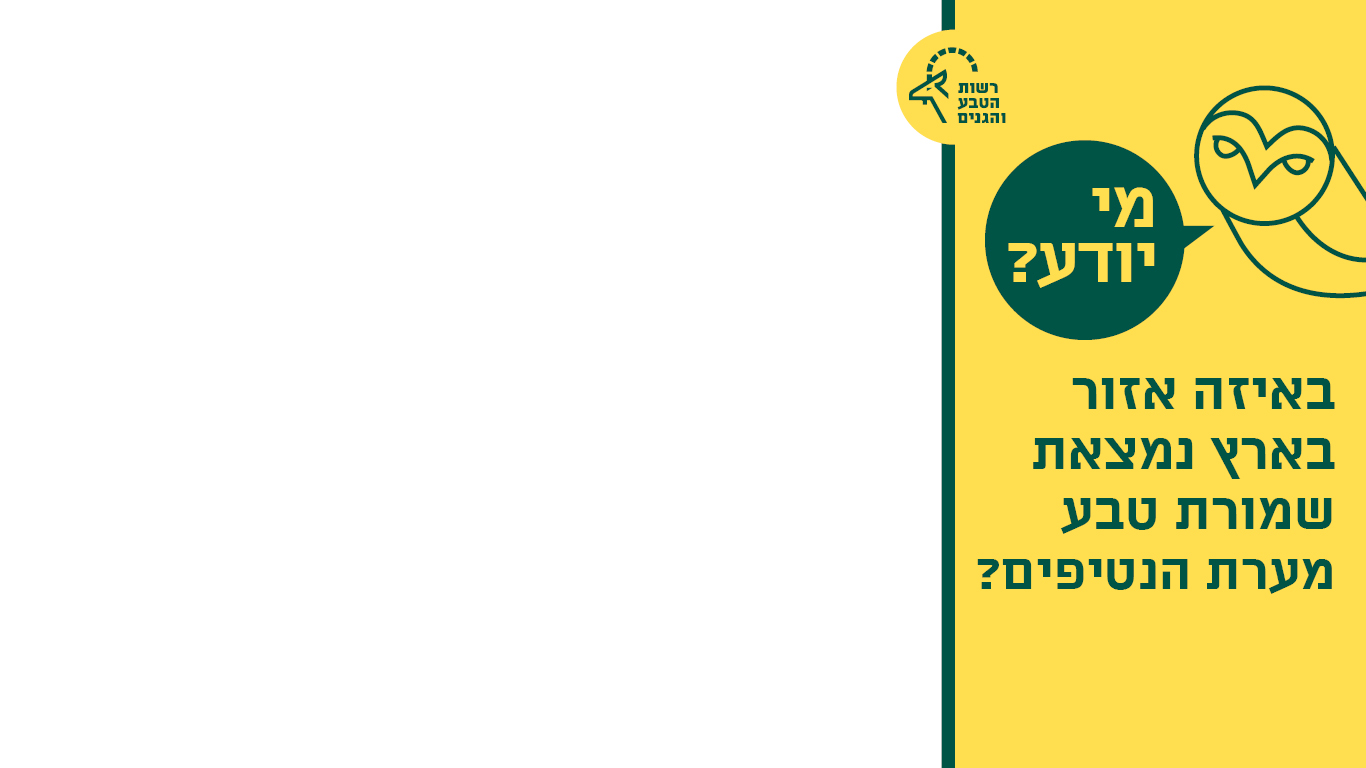 רשות
הטבע
והגנים
מי
יודע?
באיזה אזור
בארץ נמצאת
שמורת טבע
מערת הנטיפים?